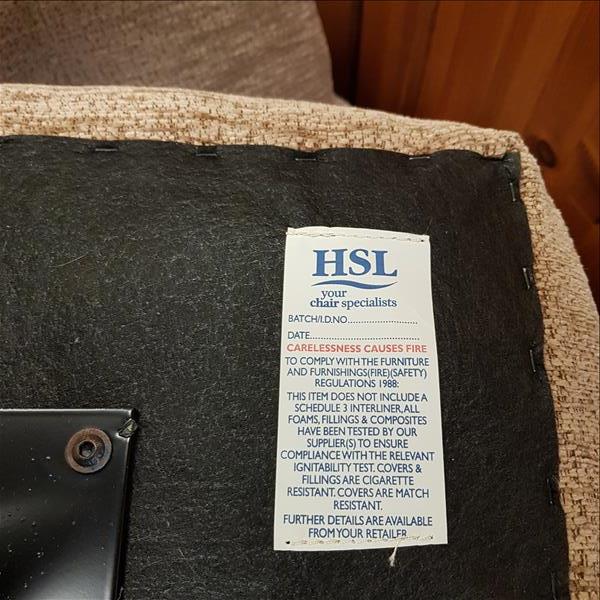 HSL
your
chair specialists
BATCH/I.D.NO......................
DATE..................................
CARELESSNESS CAUSES FIRE
TO COMPLY WITH THE FURNITURE
AND FURNISHINGS(FIRE)(SAFETY)
REGULATIONS 1988:
THIS ITEM DOES NOT INCLUDE A
SCHEDULE 3 INTERLINER, ALL
FOAMS, FILLINGS & COMPOSITES
HAVE BEEN TESTED BY OUR
SUPPLIER(S) TO ENSURE
COMPLIANCE WITH THE RELEVANT
IGNITABILITY TEST. COVERS &
FILLINGS ARE CIGARETTE
RESISTANT. COVERS ARE MATCH
RESISTANT.
FURTHER DETAILS ARE AVAILABLE
FROM YOUR RETAILER